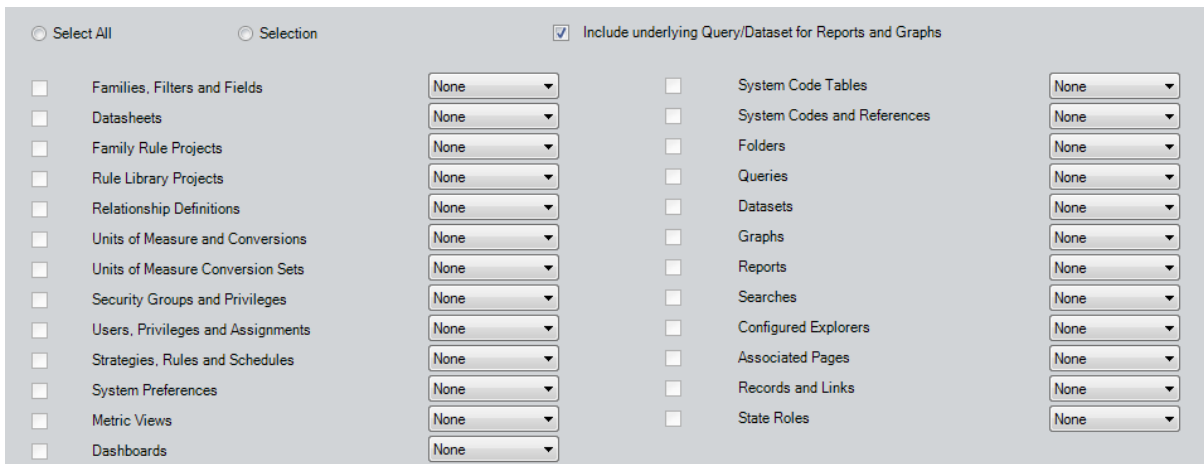 Select All Selection Include underlying Query/Dataset for Reports and Graphs
Families, Filters and Fields None System Code Tables None
Datasheets None System Codes and References None
Family Rule Projects None Folders None
Rule Library Projects None Queries None
Relationship Definitions None Datasets None
Units of Measure and Conversions None Graphs None
Units of Measure Conversion Sets None Reports None
Security Groups and Privileges None Searches None
Users, Privileges and Assignments None Configured Explorers None
Strategies, Rules and Schedules None Associated Pages None
System Preferences None Records and Links None
Metric Views None State Roles None
Dashboards None